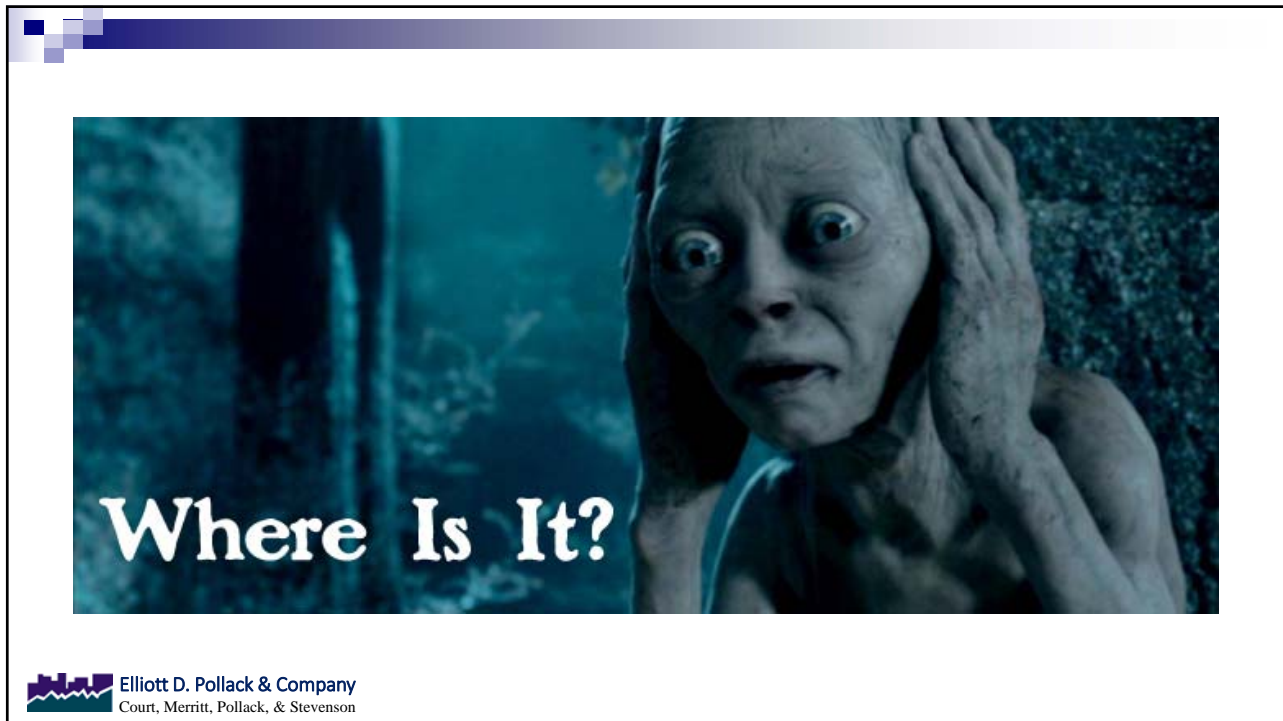 Where Is It?
Elliott D. Pollack & Company
Court, Merritt, Pollack, & Stevenson